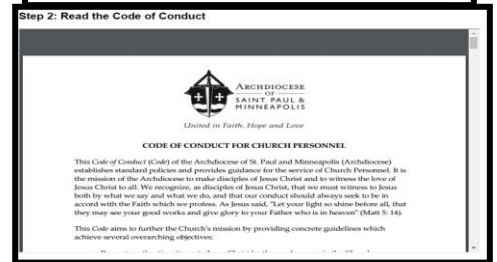 Step 2: Read the Code of Conduct
ARCHDIOCESE
OF
SAINT PAUL &
MINNEAPOLIS
United in Faith, Hope and Love
CODE OF CONDUCT FOR CHURCH PERSONNEL
This Code of Conduct (Code) of the Archdiocese of St. Paul and Minneapolis (Archdiocese)
establishes standard policies and provides guidance for the service of Church Personnel. It is
the mission of the Archdiocese to make disciples of Jesus Christ and to witness the love of
Jesus Christ to all. We recognize, as disciples of Jesus Christ, that we must witness to Jesus
both by what we say and what we do, and that our conduct should always seek to be in
accord with the Faith which we profess. As Jesus said, "Let your light so shine before all, that
they may see your good works and give glory to your Father who is in heaven" (Matt 5: 14).
This Code aims to further the Church's mission by providing concrete guidelines which
achieve several overarching objectives: